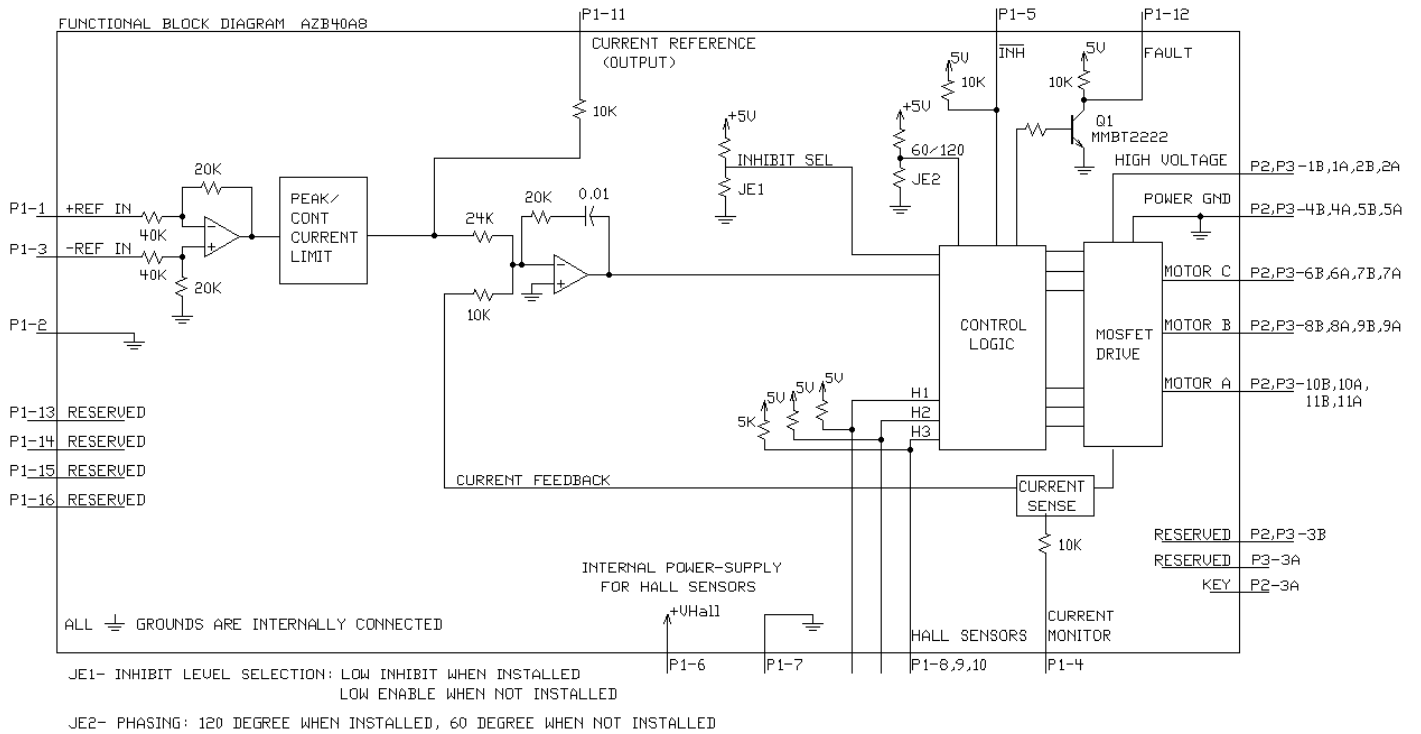 FUNCTIONAL BLOCK DIAGRAM AZB40A8
P1-11
P1-5
P1-12
CURRENT REFERENCE
(OUTPUT)
INH
FAULT
5V
10K
5V
10K
10K
Q1
MMBT2222
+5V
INHIBIT SEL
JE1
+5V
60/120
JE2
HIGH VOLTAGE
P2,P3-1B,1A,2B,2A
POWER GND
P2,P3-4B,4A,5B,5A
MOTOR C
P2,P3-6B,6A,7B,7A
MOTOR B
P2,P3-8B,8A,9B,9A
MOTOR A
P2,P3-10B,10A,
11B,11A
P1-1
+REF IN
40K
20K
P1-3
-REF IN
40K
20K
P1-2
PEAK/
CONT
CURRENT
LIMIT
24K
20K
0.01
10K
CONTROL
LOGIC
MOSFET
DRIVE
5V
5V
5V
5K
H1
H2
H3
P1-13 RESERVED
P1-14 RESERVED
P1-15 RESERVED
P1-16 RESERVED
CURRENT FEEDBACK
CURRENT
SENSE
10K
RESERVED P2,P3-3B
RESERVED P3-3A
KEY P2-3A
INTERNAL POWER-SUPPLY
FOR HALL SENSORS
+VHall
ALL GROUNDS ARE INTERNALLY CONNECTED
HALL SENSORS
CURRENT
MONITOR
P1-6
P1-7
P1-8,9,10
P1-4
JE1- INHIBIT LEVEL SELECTION: LOW INHIBIT WHEN INSTALLED
LOW ENABLE WHEN NOT INSTALLED
JE2- PHASING: 120 DEGREE WHEN INSTALLED, 60 DEGREE WHEN NOT INSTALLED